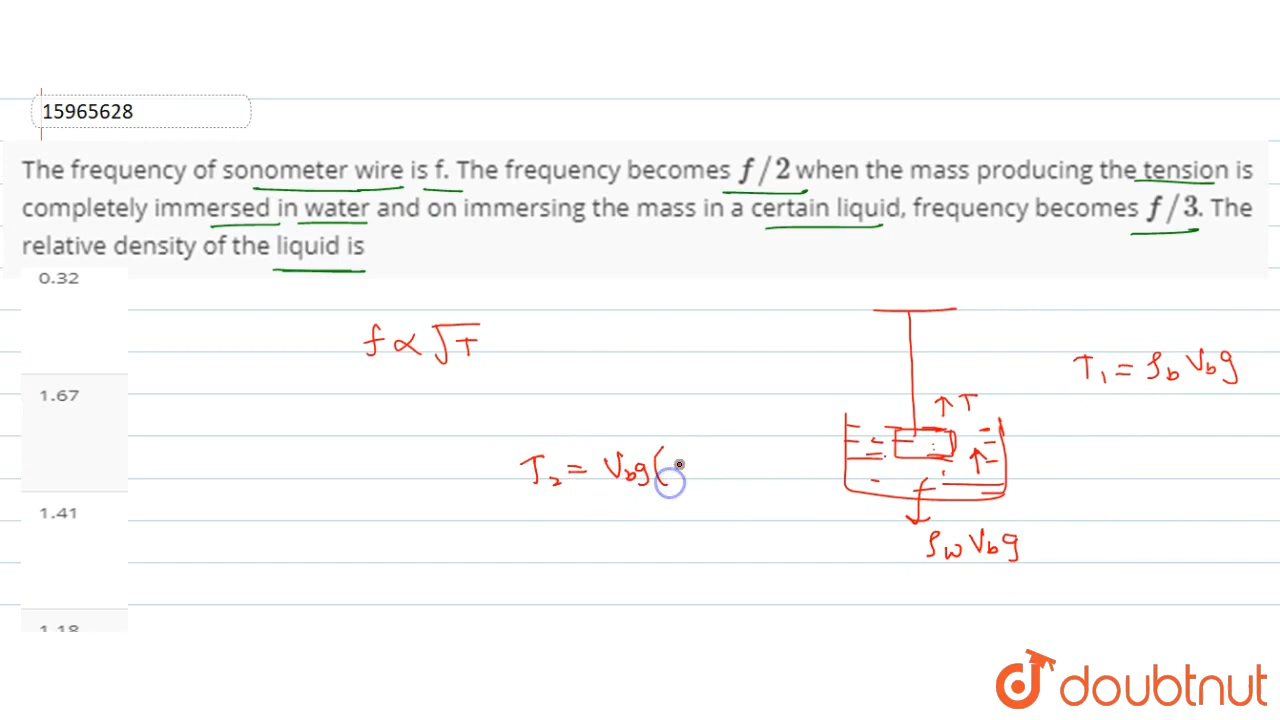 15965628
The frequency of sonometer wire is f. The frequency becomes f/2 when the mass producing the tension is
completely immersed in water and on immersing the mass in a certain liquid, frequency becomes f/3. The
relative density of the liquid is
0.32
1.67
1.41
1.18
f ∝ √T
T₁ = ρ_b V_b g
↑ T
T₂ = V_b g (
ρ_w V_b g
doubtnut